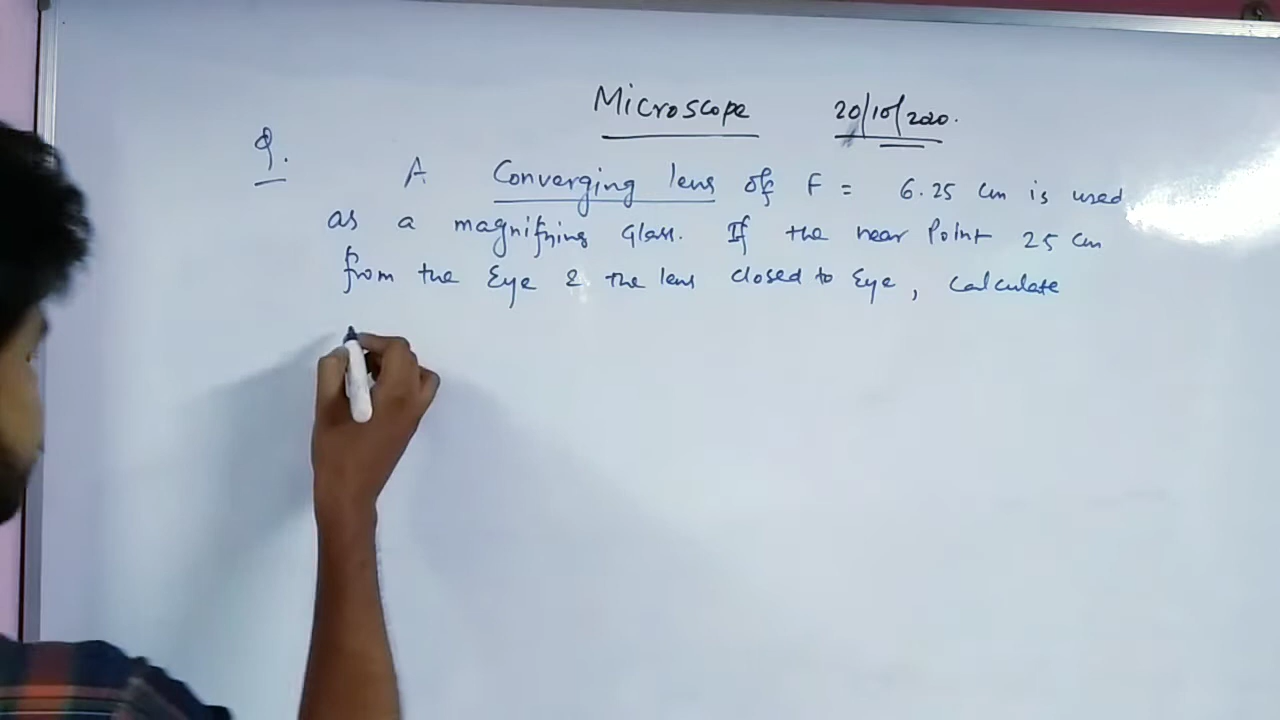 Microscope 20/10/2020.
Q. A Converging lens of F = 6.25 cm is used
as a magnifying Glass. If the near Point 25 cm
from the Eye & the lens closed to Eye, calculate